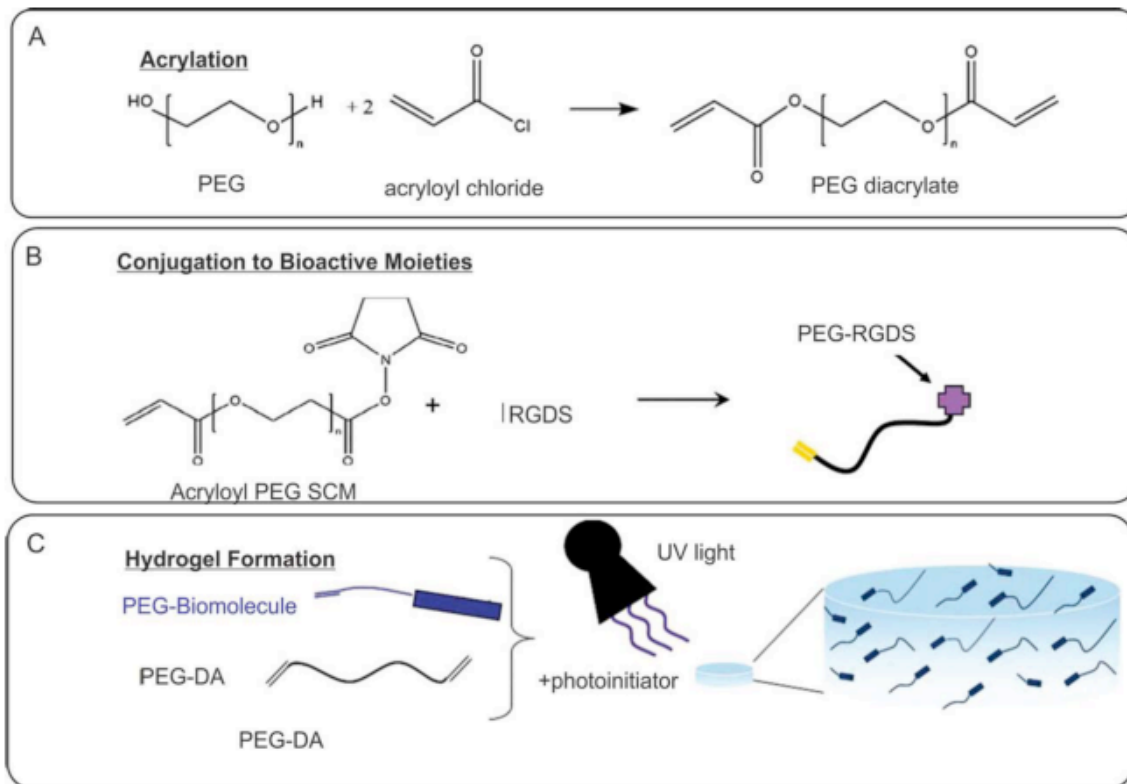 A
Acrylation
O
O
HO
H
+ 2
O
O
O
n
Cl
n
O
PEG
acryloyl chloride
PEG diacrylate
B
Conjugation to Bioactive Moieties
O
N
O
PEG-RGDS
O
O
+
|RGDS
n
O
O
Acryloyl PEG SCM
C
Hydrogel Formation
UV light
PEG-Biomolecule
PEG-DA
+photoinitiator
PEG-DA